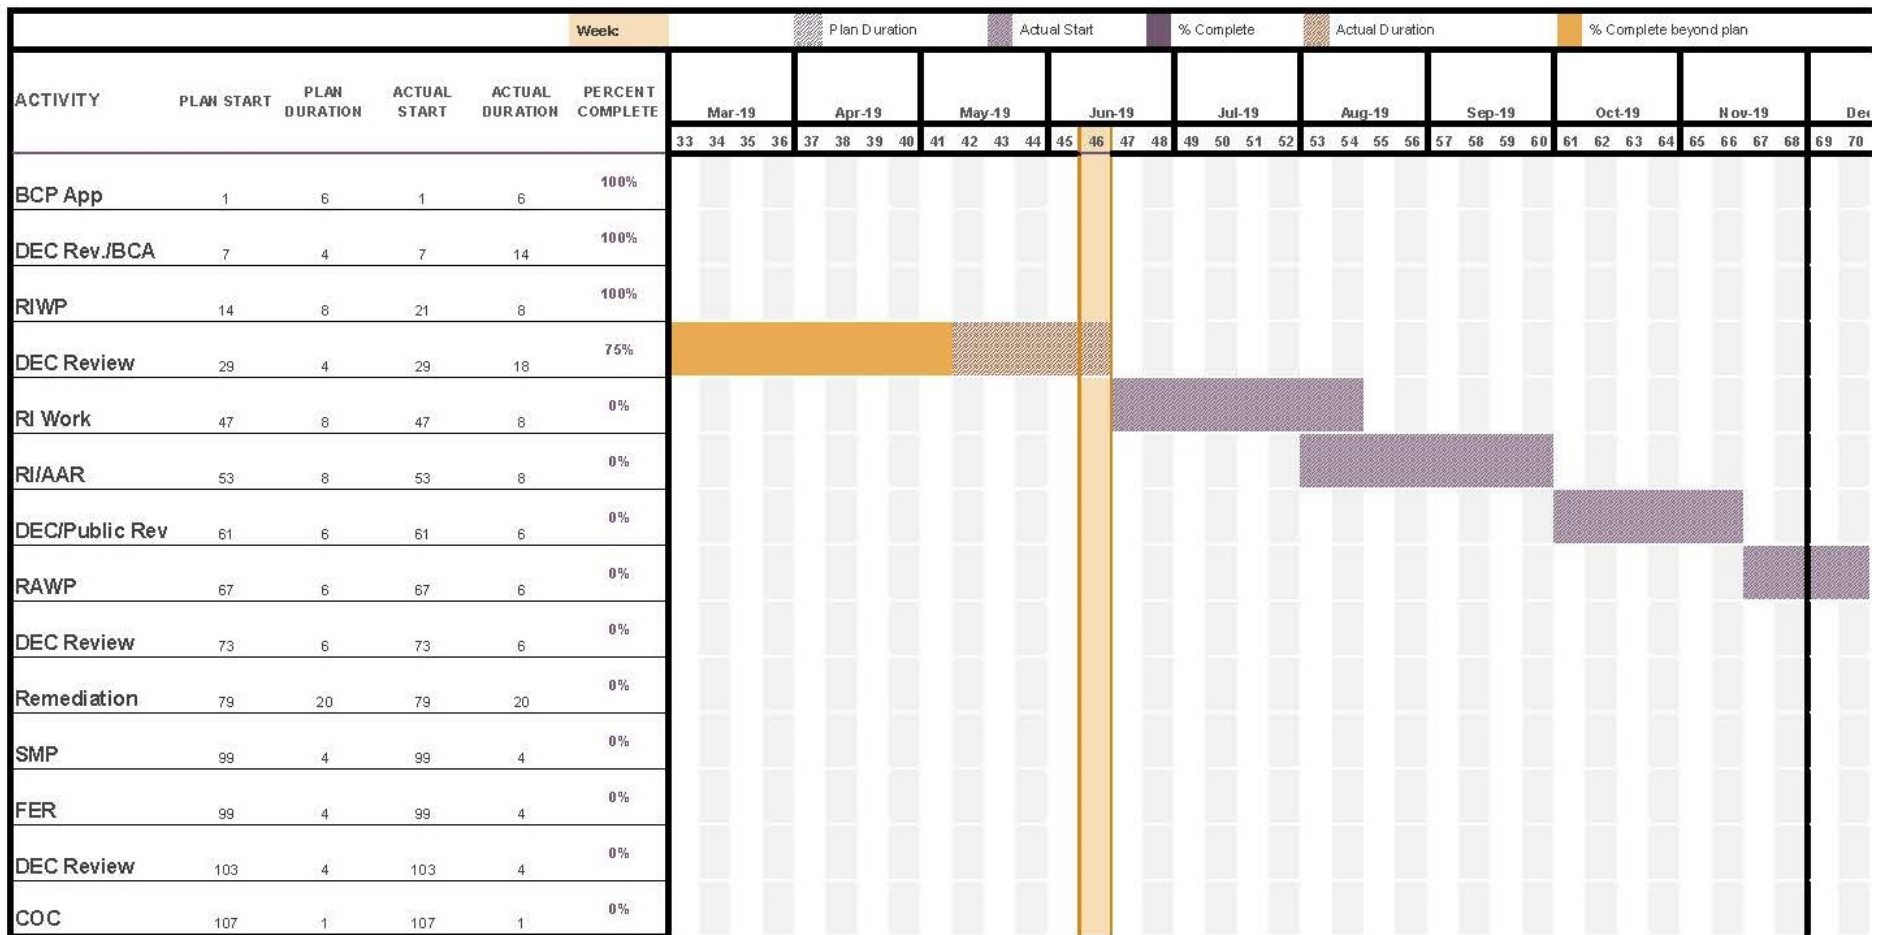 Week: Plan Duration Actual Start % Complete Actual Duration % Complete beyond plan
ACTIVITY PLAN START PLAN DURATION ACTUAL START ACTUAL DURATION PERCENT COMPLETE
Mar-19 Apr-19 May-19 Jun-19 Jul-19 Aug-19 Sep-19 Oct-19 Nov-19
33 34 35 36 37 38 39 40 41 42 43 44 45 46 47 48 49 50 51 52 53 54 55 56 57 58 59 60 61 62 63 64 65 66 67 68 69 70
BCP App 1 6 1 6 100%
DEC Rev./BCA 7 4 7 14 100%
RIWP 14 8 21 8 100%
DEC Review 29 4 29 18 75%
RI Work 47 8 47 8 0%
RI/AAR 53 8 53 8 0%
DEC/Public Rev 61 6 61 6 0%
RAWP 67 6 67 6 0%
DEC Review 73 6 73 6 0%
Remediation 79 20 79 20 0%
SMP 99 4 99 4 0%
FER 99 4 99 4 0%
DEC Review 103 4 103 4 0%
COC 107 1 107 1 0%